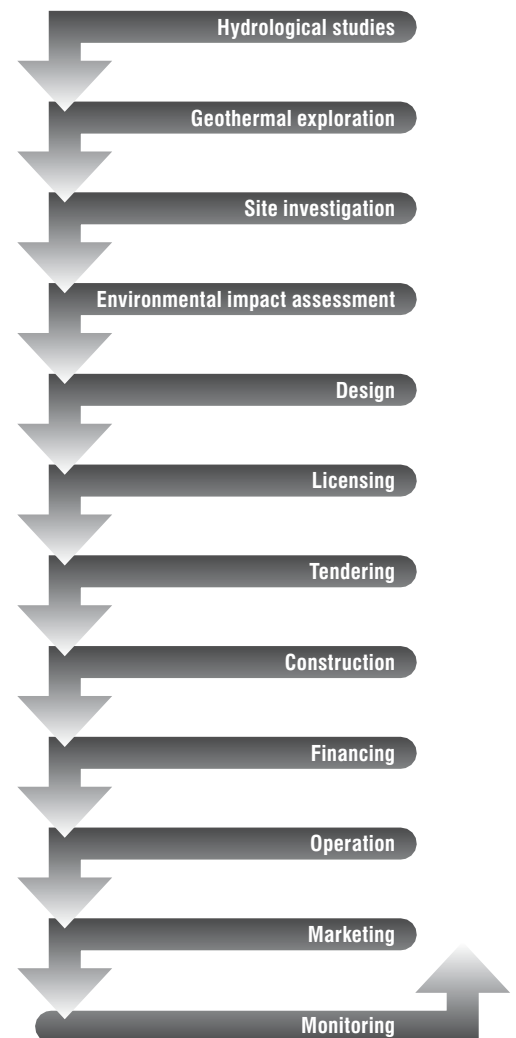 Hydrological studies
Geothermal exploration
Site investigation
Environmental impact assessment
Design
Licensing
Tendering
Construction
Financing
Operation
Marketing
Monitoring